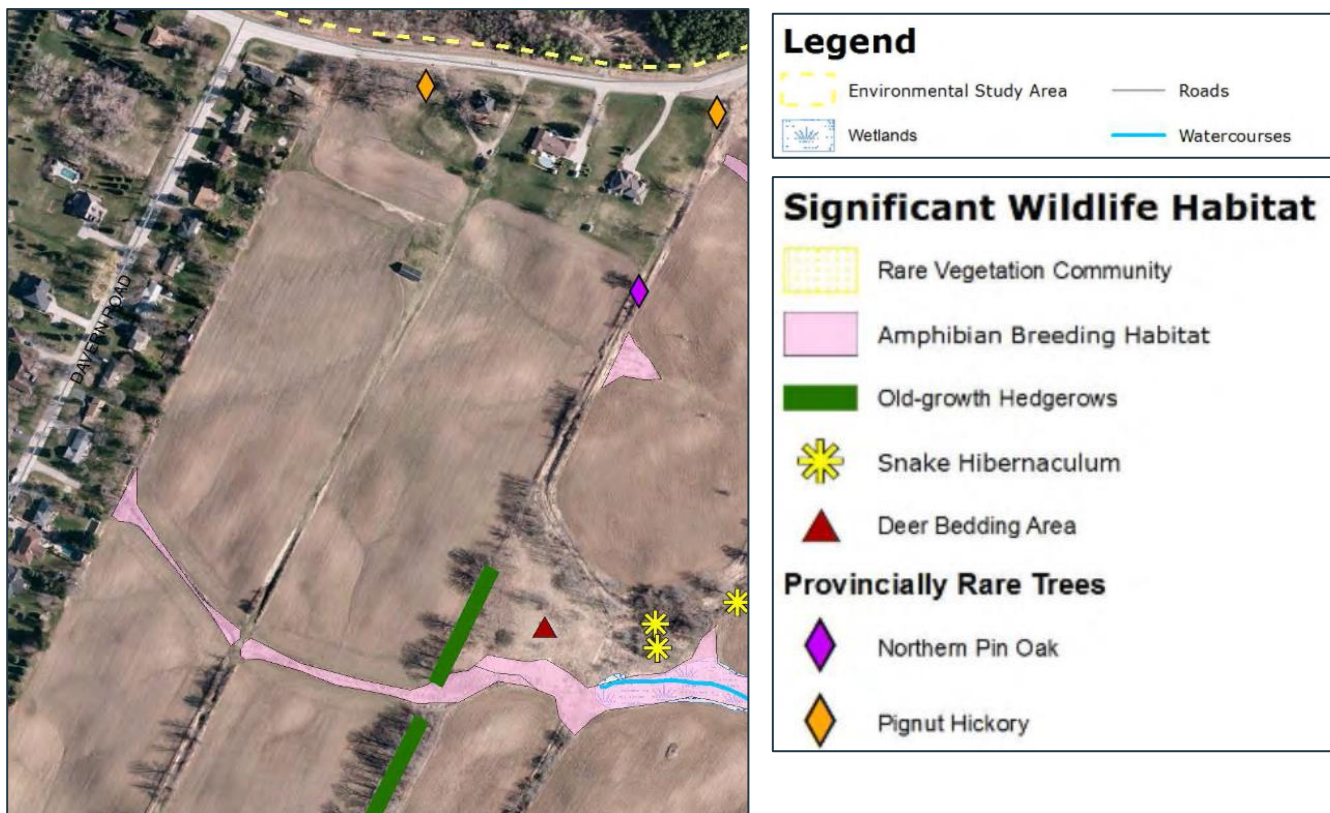 DAVERN ROAD
Legend
Environmental Study Area
Roads
Wetlands
Watercourses
Significant Wildlife Habitat
Rare Vegetation Community
Amphibian Breeding Habitat
Old-growth Hedgerows
Snake Hibernaculum
Deer Bedding Area
Provincially Rare Trees
Northern Pin Oak
Pignut Hickory